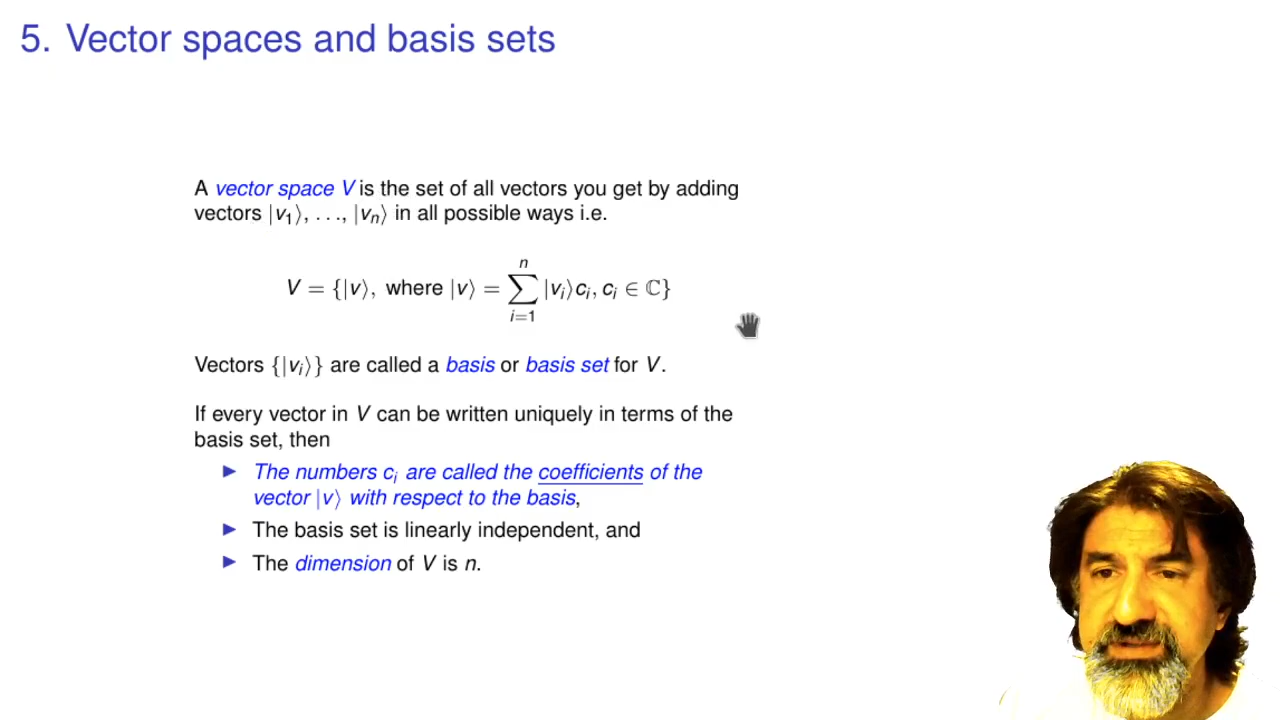 5. Vector spaces and basis sets
A vector space V is the set of all vectors you get by adding
vectors |v₁⟩, . . ., |vₙ⟩ in all possible ways i.e.
V = {|v⟩, where |v⟩ = ∑ⁿᵢ₌₁ |vᵢ⟩cᵢ, cᵢ ∈ ℂ}
Vectors {|vᵢ⟩} are called a basis or basis set for V.
If every vector in V can be written uniquely in terms of the
basis set, then
▶ The numbers cᵢ are called the coefficients of the
vector |v⟩ with respect to the basis,
▶ The basis set is linearly independent, and
▶ The dimension of V is n.